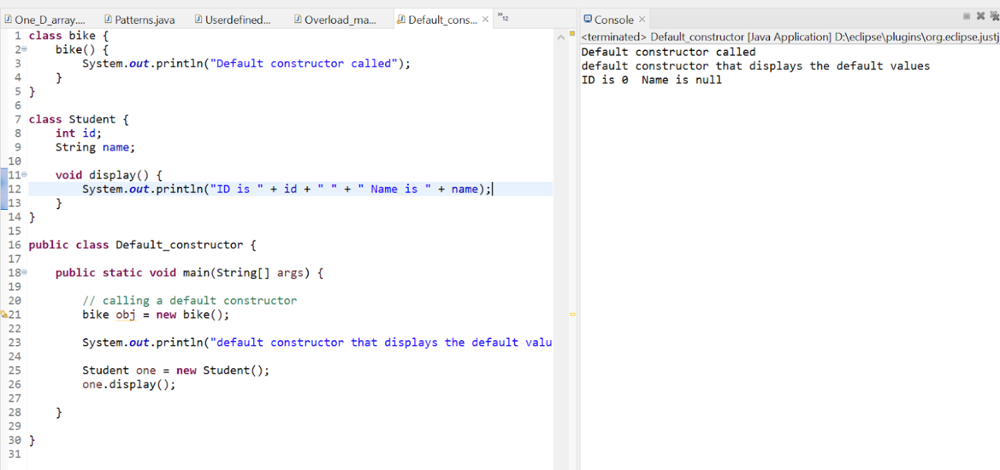 One_D_array....
Patterns.java
Userdefined...
Overload_ma...
Default_cons...
»12
1 class bike {
2 bike() {
3 System.out.println("Default constructor called");
4 }
5 }
6
7 class Student {
8 int id;
9 String name;
10
11 void display() {
12 System.out.println("ID is " + id + " " + " Name is " + name);
13 }
14 }
15
16 public class Default_constructor {
17
18 public static void main(String[] args) {
19
20 // calling a default constructor
21 bike obj = new bike();
22
23 System.out.println("default constructor that displays the default valu
24
25 Student one = new Student();
26 one.display();
27
28 }
29
30 }
31
Console
<terminated> Default_constructor [Java Application] D:\eclipse\plugins\org.eclipse.justj
Default constructor called
default constructor that displays the default values
ID is 0  Name is null